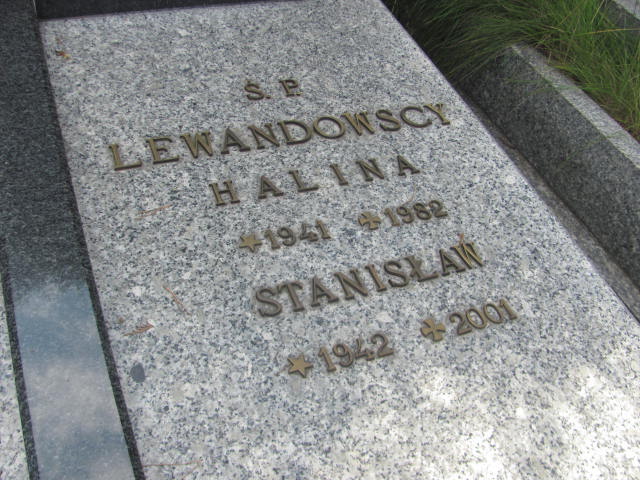 Ś. P.
LEWANDOWSCY
HALINA
1941 1982
STANISŁAW
1942 2001